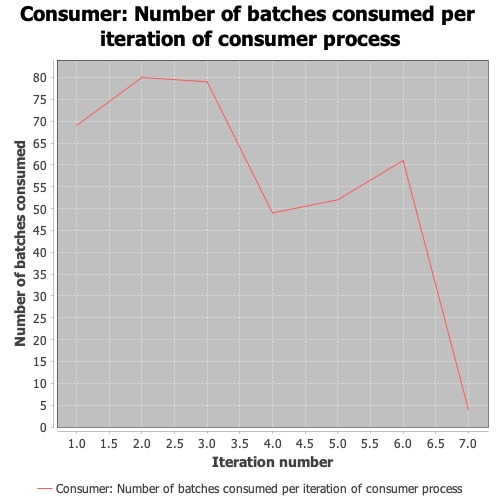 Consumer: Number of batches consumed per
iteration of consumer process
Number of batches consumed
80
75
70
65
60
55
50
45
40
35
30
25
20
15
10
5
0
1.0 1.5 2.0 2.5 3.0 3.5 4.0 4.5 5.0 5.5 6.0 6.5 7.0
Iteration number
Consumer: Number of batches consumed per iteration of consumer process